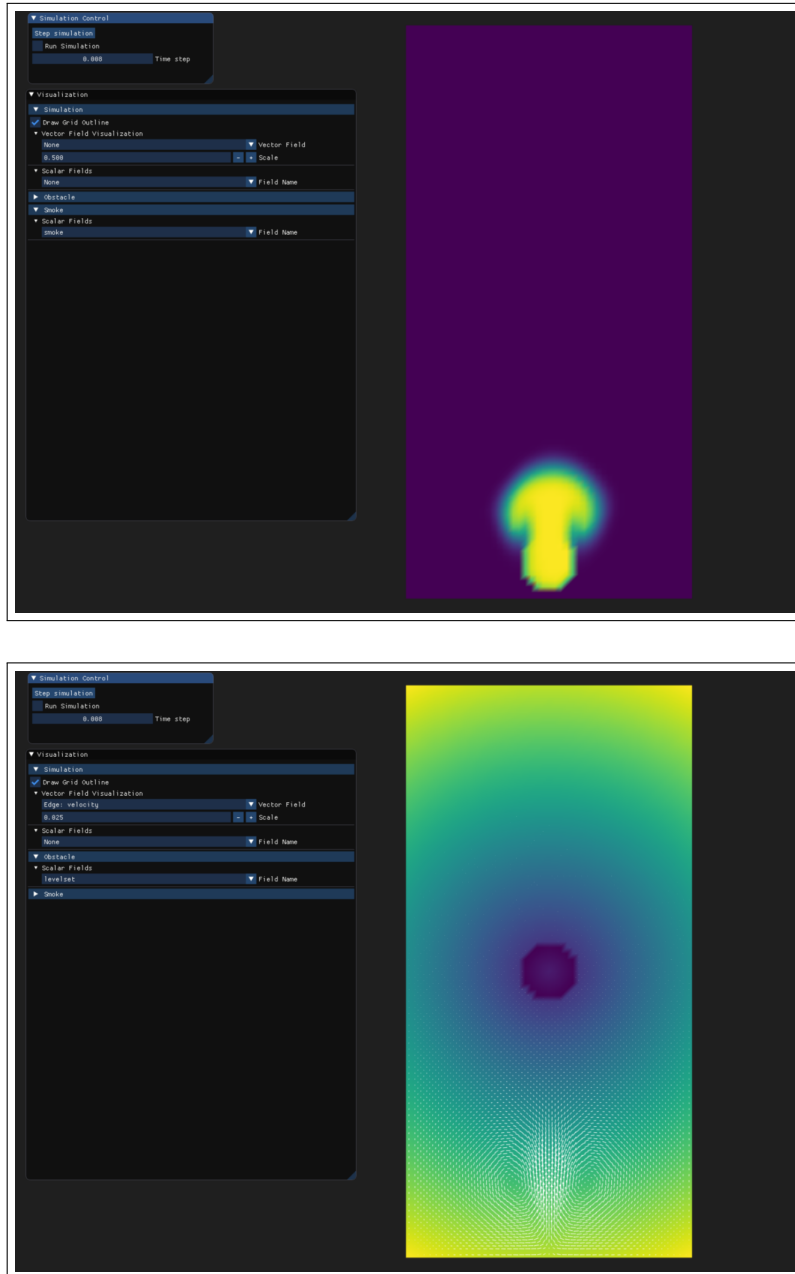 Simulation Control
Step simulation
Run Simulation
0.008 Time step
Visualization
Simulation
Draw Grid Outline
Vector Field Visualization
None Vector Field
0.500 - + Scale
Scalar Fields
None Field Name
Obstacle
Smoke
Scalar Fields
smoke Field Name
Simulation Control
Step simulation
Run Simulation
0.008 Time step
Visualization
Simulation
Draw Grid Outline
Vector Field Visualization
Edge: velocity Vector Field
0.025 - + Scale
Scalar Fields
None Field Name
Obstacle
Scalar Fields
levelset Field Name
Smoke